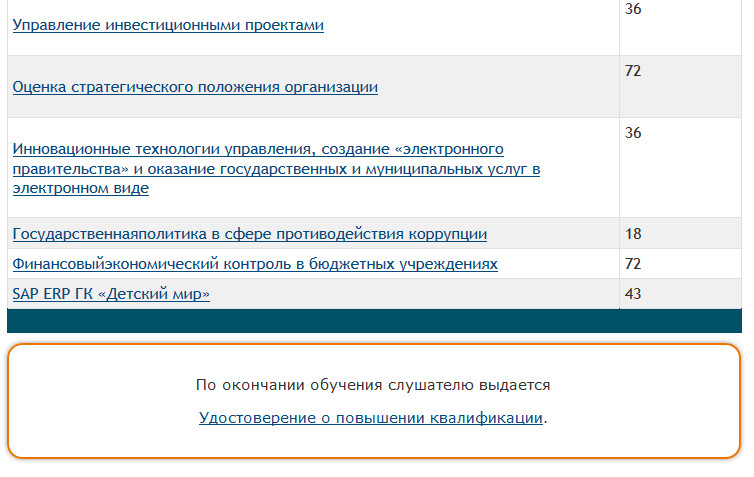 36
Управление инвестиционными проектами
72
Оценка стратегического положения организации
36
Инновационные технологии управления, создание «электронного
правительства» и оказание государственных и муниципальных услуг в
электронном виде
Государственнаяполитика в сфере противодействия коррупции 18
Финансовыйэкономический контроль в бюджетных учреждениях 72
SAP ERP ГК «Детский мир» 43
По окончании обучения слушателю выдается
Удостоверение о повышении квалификации.